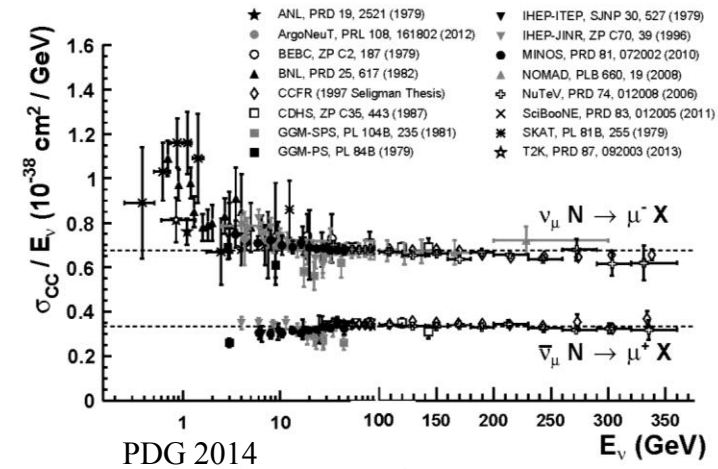 ★ ANL, PRD 19, 2521 (1979)
● ArgoNeuT, PRL 108, 161802 (2012)
○ BEBC, ZP C2, 187 (1979)
▲ BNL, PRD 25, 617 (1982)
◇ CCFR (1997 Seligman Thesis)
□ CDHS, ZP C35, 443 (1987)
■ GGM-SPS, PL 104B, 235 (1981)
■ GGM-PS, PL 84B (1979)
▼ IHEP-ITEP, SJNP 30, 527 (1979)
▼ IHEP-JINR, ZP C70, 39 (1996)
● MINOS, PRD 81, 072002 (2010)
▲ NOMAD, PLB 660, 19 (2008)
✚ NuTeV, PRD 74, 012008 (2006)
× SciBooNE, PRD 83, 012005 (2011)
✳ SKAT, PL 81B, 255 (1979)
☆ T2K, PRD 87, 092003 (2013)
σCC / Eν (10⁻³⁸ cm² / GeV)
1.6
1.4
1.2
1
0.8
0.6
0.4
0.2
0
νμ N → μ⁻ X
ν̄μ N → μ⁺ X
1 10 100 150 200 250 300 350
Eν (GeV)
PDG 2014